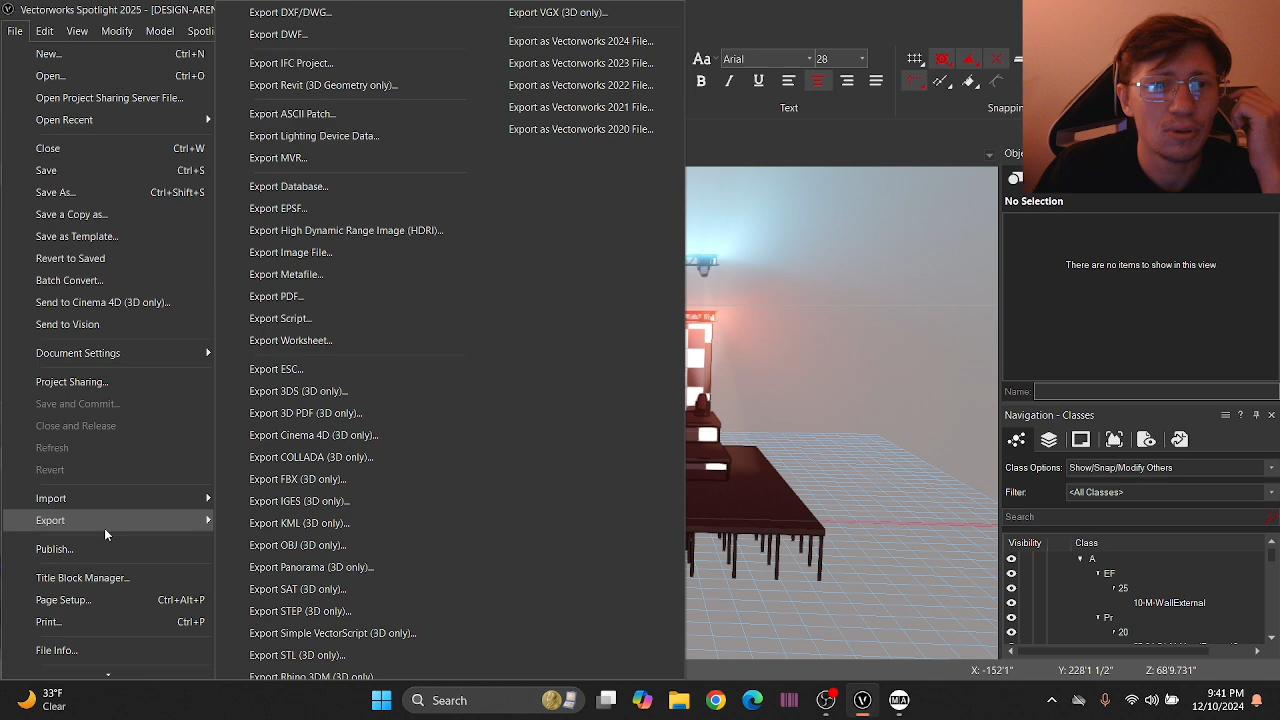 Vectorworks Spotlight 2025 - [DESIGN-AREN
File Edit View Modify Model Spotli
New... Ctrl+N
Open... Ctrl+O
Open Project Sharing Server File...
Open Recent
Close Ctrl+W
Save Ctrl+S
Save As... Ctrl+Shift+S
Save a Copy as...
Save as Template...
Revert to Saved
Batch Convert...
Send to Cinema 4D (3D only)...
Send to Vision
Document Settings
Project Sharing...
Save and Commit...
Close and Release
Refresh
Revert
Import
Export
Publish...
Title Block Manager...
Page Setup... Ctrl+Alt+P
Print... Ctrl+P
File Info...
Export DXF/DWG...
Export DWF...
Export IFC Project...
Export Revit (3D Geometry only)...
Export ASCII Patch...
Export Lighting Device Data...
Export MVR...
Export Database...
Export EPSF...
Export High Dynamic Range Image (HDRI)...
Export Image File...
Export Metafile...
Export PDF...
Export Script...
Export Worksheet...
Export ESC...
Export 3DS (3D only)...
Export 3D PDF (3D only)...
Export Cinema 4D (3D only)...
Export COLLADA (3D only)...
Export FBX (3D only)...
Export IGES (3D only)...
Export KML (3D only)...
Export OBJ (3D only)...
Export Panorama (3D only)...
Export SAT (3D only)...
Export STEP (3D only)...
Export Simple VectorScript (3D only)...
Export STL (3D only)...
Export VGX (3D only)...
Export as Vectorworks 2024 File...
Export as Vectorworks 2023 File...
Export as Vectorworks 2022 File...
Export as Vectorworks 2021 File...
Export as Vectorworks 2020 File...
Aa Arial 28
B I U
Text
Snappin
Obje
No Selection
There are no items to show in this view
Name:
Navigation - Classes
Class Options: Show/Snap/Modify Others
Filter: <All Classes>
Search
Visibility Class
A
EF
25
10 M-WallExternal
Pr
20
X: -152'1" Y: 228'1 1/2" Z: 68'9.731"
33°F
Clear
Search
MA
9:41 PM
12/10/2024